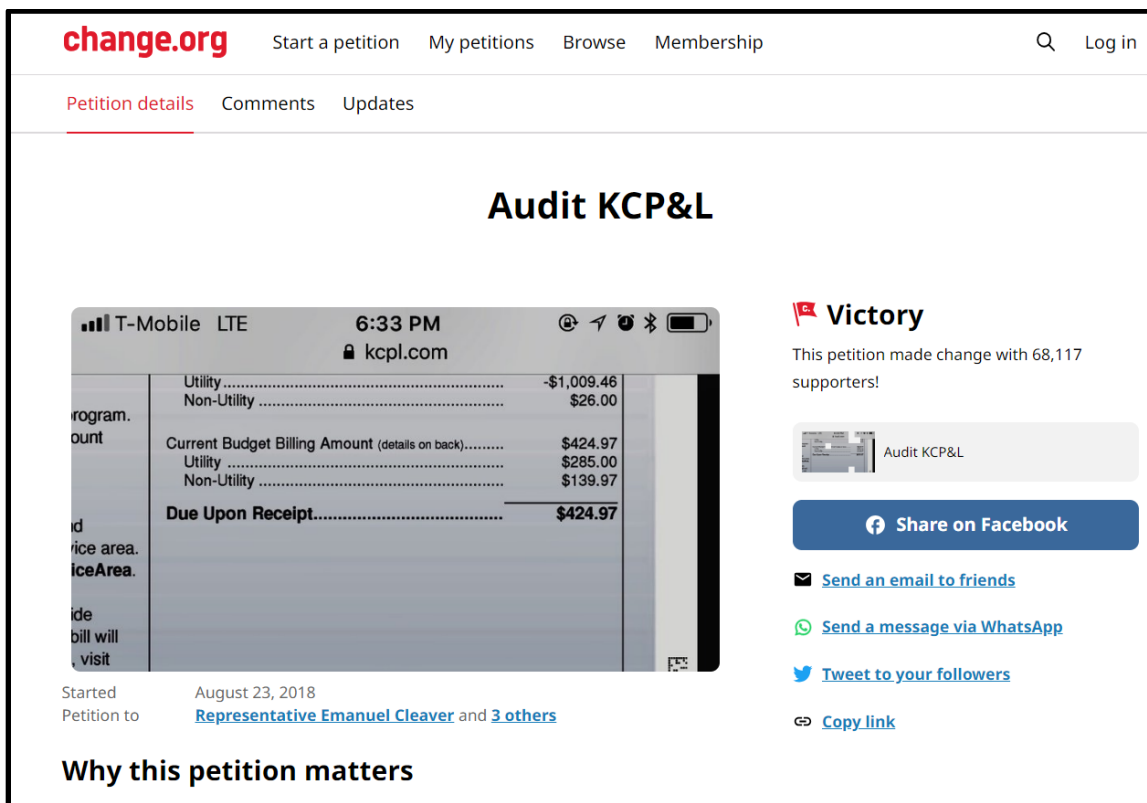 change.org Start a petition My petitions Browse Membership Log in
Petition details Comments Updates
Audit KCP&L
T-Mobile LTE 6:33 PM
kcpl.com
Utility -$1,009.46
Non-Utility $26.00
rogram.
ount
Current Budget Billing Amount (details on back) $424.97
Utility $285.00
Non-Utility $139.97
Due Upon Receipt $424.97
vice area.
iceArea.
ide
bill will
, visit
Started August 23, 2018
Petition to Representative Emanuel Cleaver and 3 others
Why this petition matters
Victory
This petition made change with 68,117
supporters!
Audit KCP&L
Share on Facebook
Send an email to friends
Send a message via WhatsApp
Tweet to your followers
Copy link